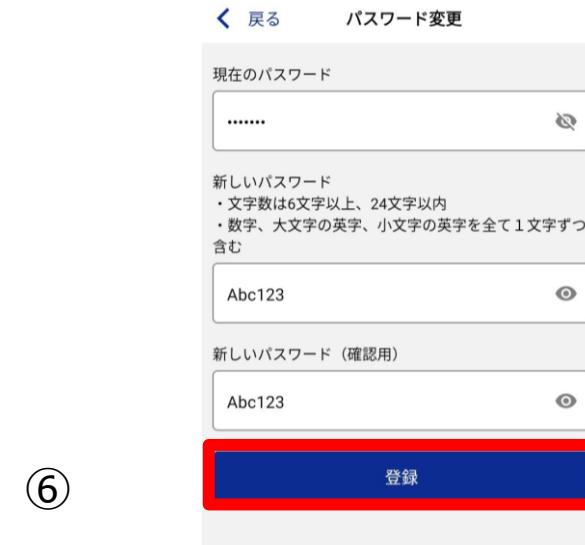 戻る パスワード変更
現在のパスワード
•••••••
新しいパスワード
・文字数は6文字以上、24文字以内
・数字、大文字の英字、小文字の英字を全て１文字ずつ
含む
Abc123
新しいパスワード（確認用）
Abc123
登録
⑥